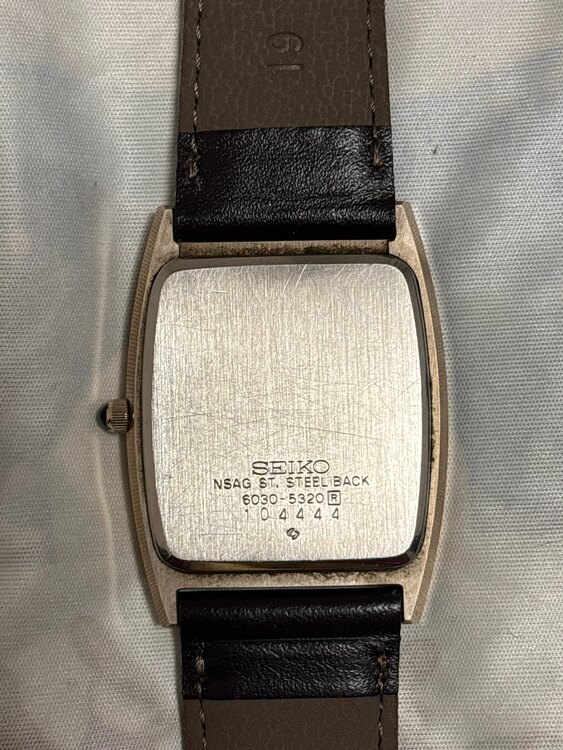 19
SEIKO
NSAG ST. STEEL BACK
6030-5320 R
104444